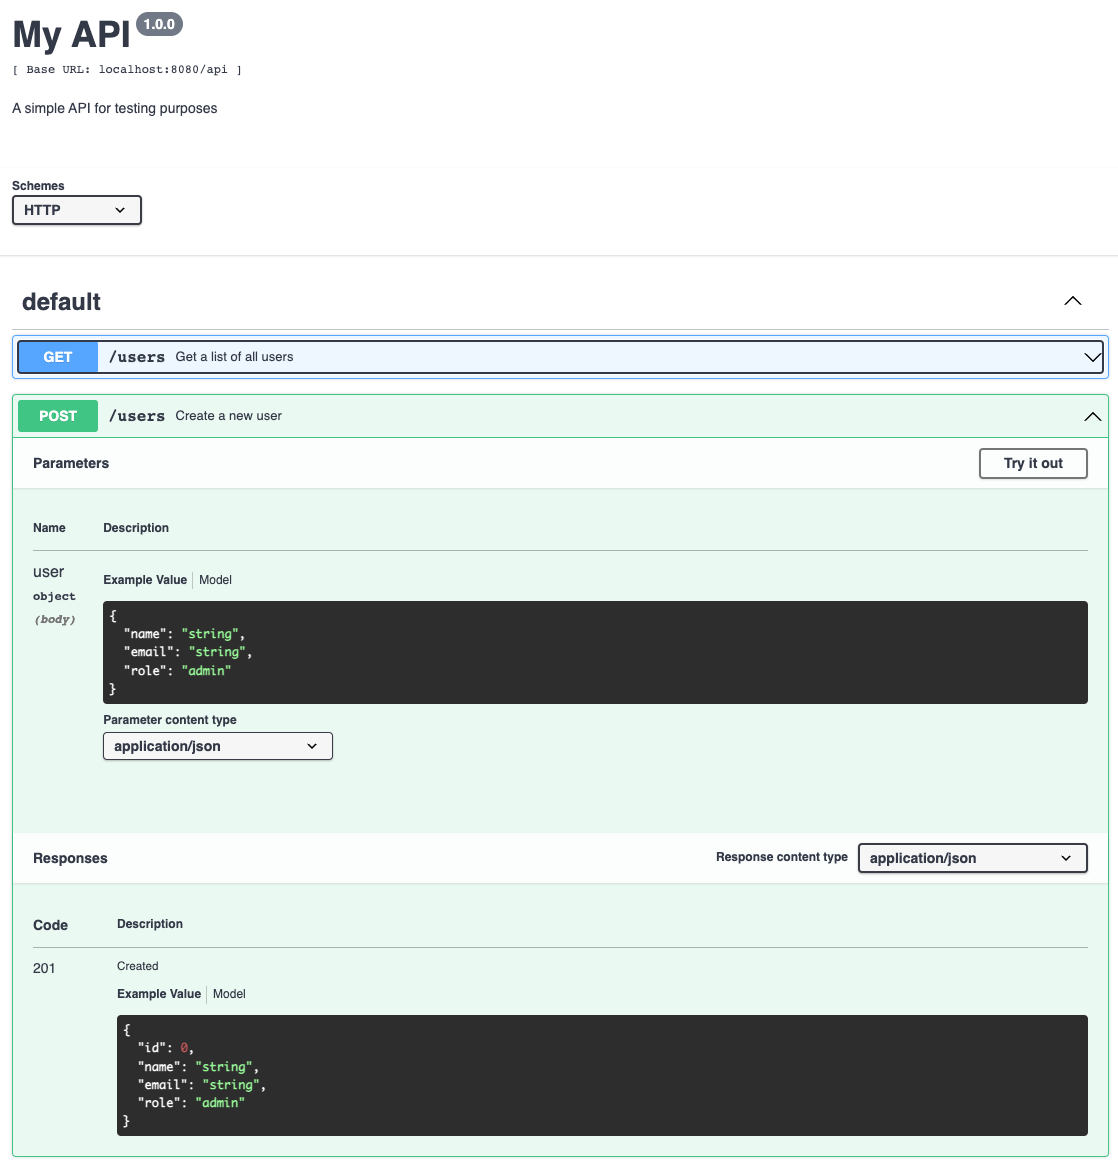 My API 1.0.0
[ Base URL: localhost:8080/api ]
A simple API for testing purposes
Schemes
HTTP
default
GET /users Get a list of all users
POST /users Create a new user
Parameters Try it out
Name Description
user
object
(body)
Example Value Model
{
  "name": "string",
  "email": "string",
  "role": "admin"
}
Parameter content type
application/json
Responses Response content type application/json
Code Description
201 Created
Example Value Model
{
  "id": 0,
  "name": "string",
  "email": "string",
  "role": "admin"
}